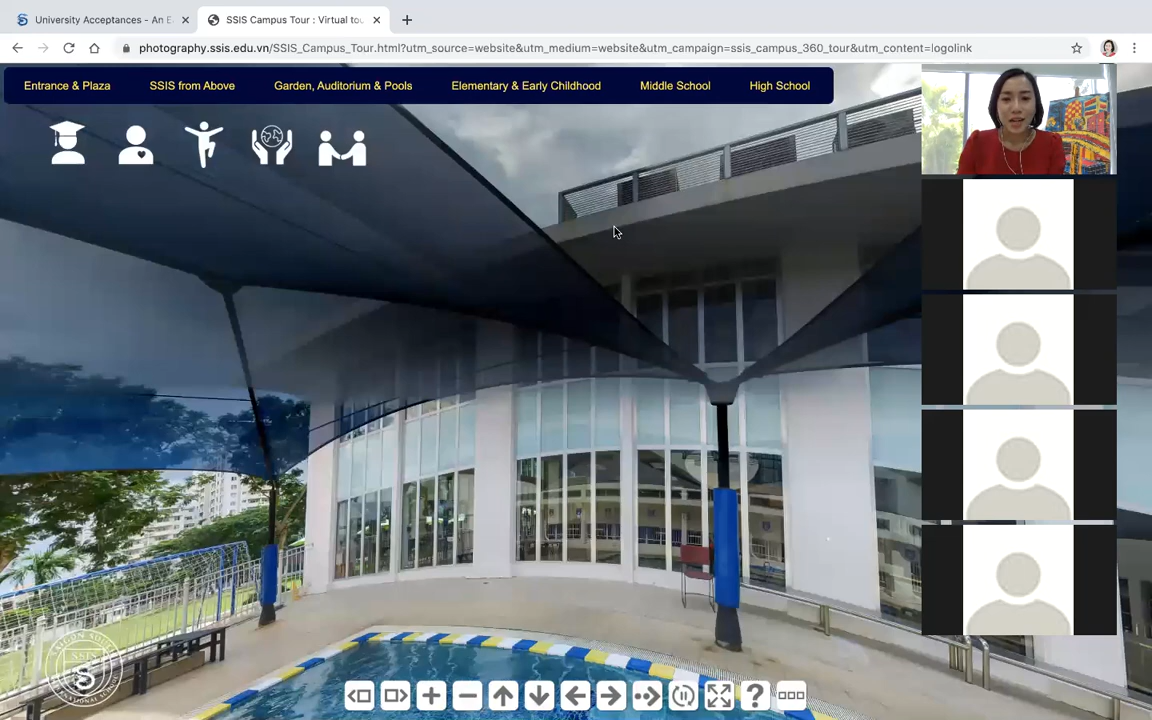 University Acceptances - An E
SSIS Campus Tour : Virtual tou
photography.ssis.edu.vn/SSIS_Campus_Tour.html?utm_source=website&utm_medium=website&utm_campaign=ssis_campus_360_tour&utm_content=logolink
Entrance & Plaza
SSIS from Above
Garden, Auditorium & Pools
Elementary & Early Childhood
Middle School
High School
SSIS
?